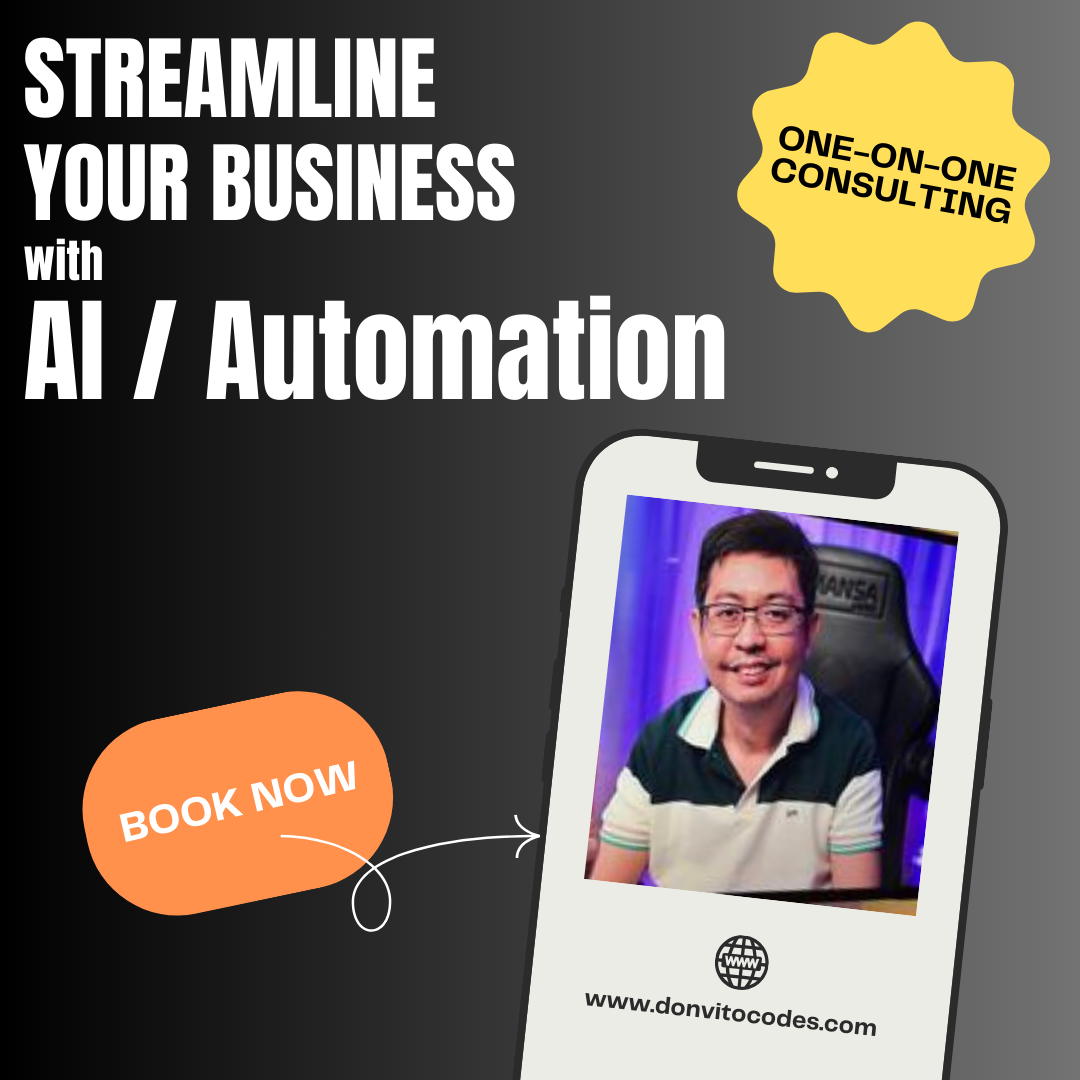 STREAMLINE
YOUR BUSINESS
with
AI / Automation
ONE-ON-ONE
CONSULTING
BOOK NOW
WWW
www.donvitocodes.com